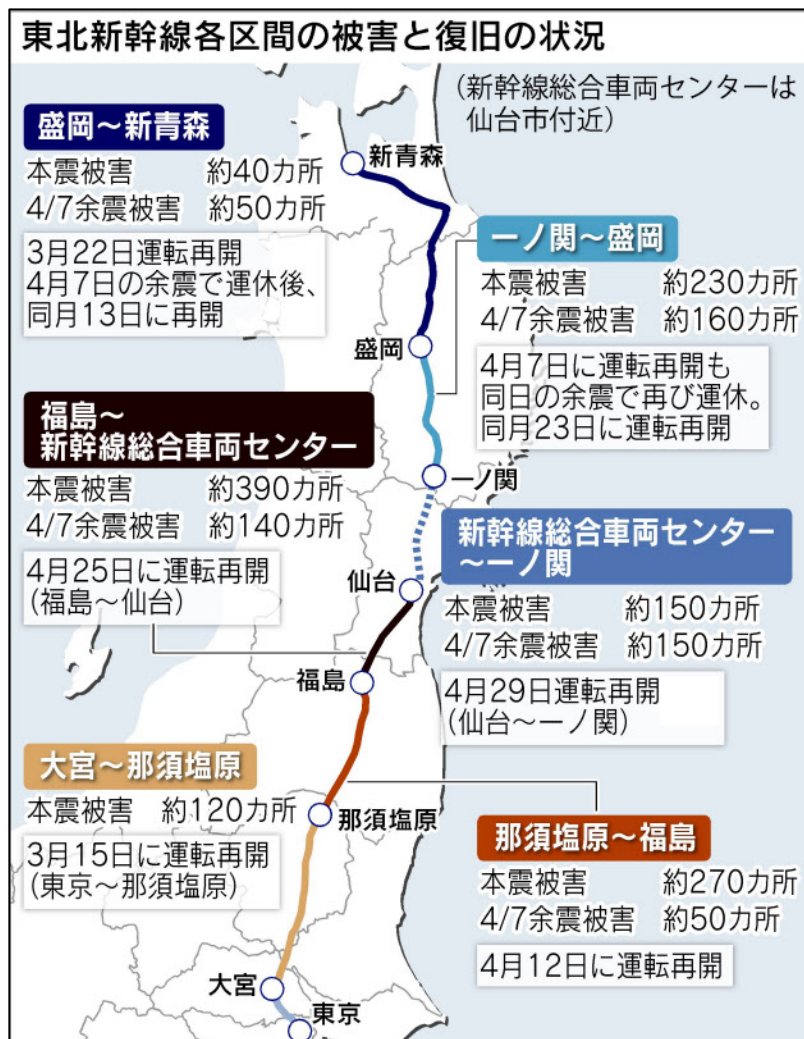 東北新幹線各区間の被害と復旧の状況
(新幹線総合車両センターは
仙台市付近)
盛岡～新青森
本震被害 約40カ所
4/7余震被害 約50カ所
3月22日運転再開
4月7日の余震で運休後、
同月13日に再開
新青森
一ノ関～盛岡
本震被害 約230カ所
4/7余震被害 約160カ所
4月7日に運転再開も
同日の余震で再び運休。
同月23日に運転再開
盛岡
福島～
新幹線総合車両センター
本震被害 約390カ所
4/7余震被害 約140カ所
4月25日に運転再開
(福島～仙台)
一ノ関
新幹線総合車両センター
～一ノ関
本震被害 約150カ所
4/7余震被害 約150カ所
4月29日運転再開
(仙台～一ノ関)
仙台
福島
大宮～那須塩原
本震被害 約120カ所
3月15日に運転再開
(東京～那須塩原)
那須塩原
那須塩原～福島
本震被害 約270カ所
4/7余震被害 約50カ所
4月12日に運転再開
大宮
東京